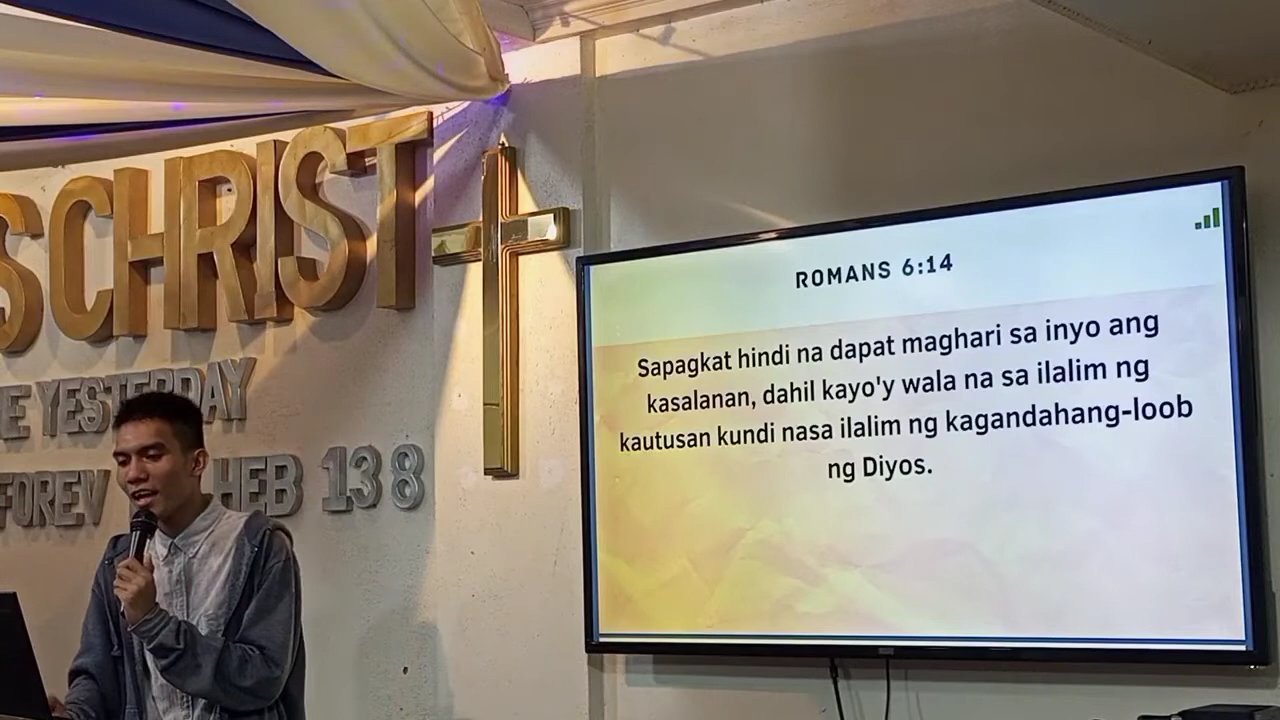 S CHRIST
E YESTERDAY
FOREV HEB 13 8
ROMANS 6:14
Sapagkat hindi na dapat maghari sa inyo ang
kasalanan, dahil kayo'y wala na sa ilalim ng
kautusan kundi nasa ilalim ng kagandahang-loob
ng Diyos.